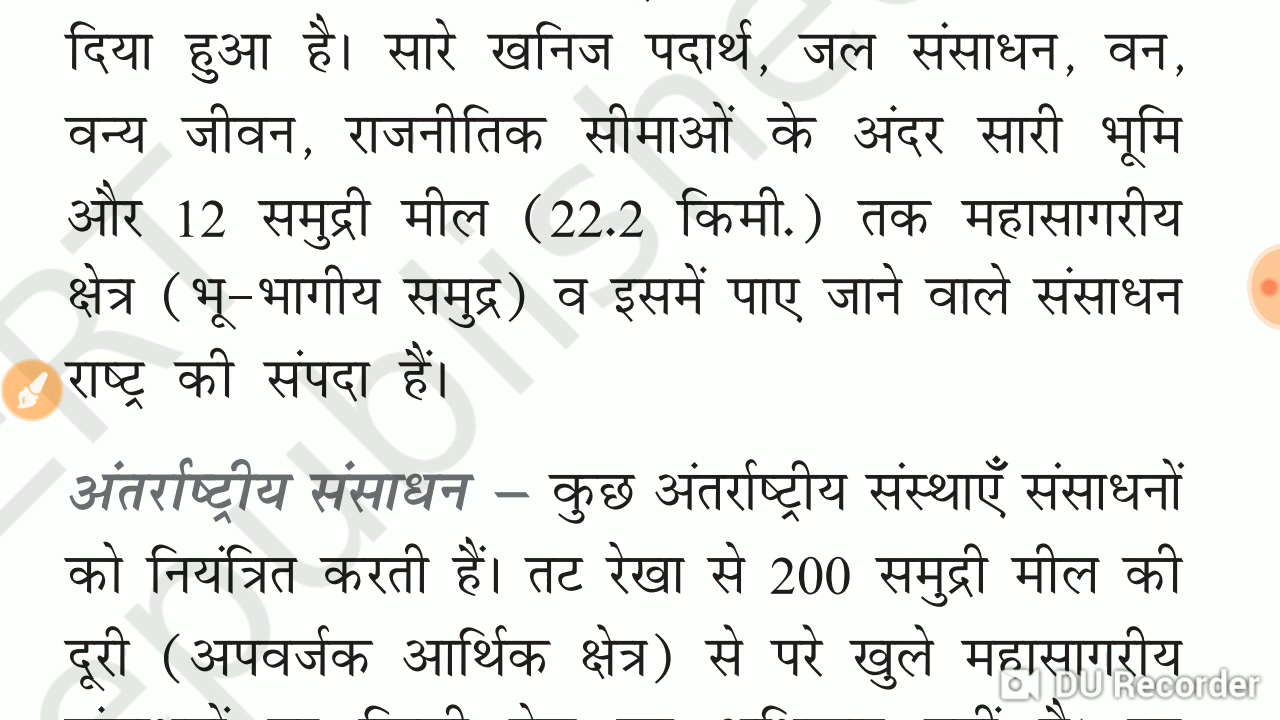 दिया हुआ है। सारे खनिज पदार्थ, जल संसाधन, वन,
वन्य जीवन, राजनीतिक सीमाओं के अंदर सारी भूमि
और 12 समुद्री मील (22.2 किमी.) तक महासागरीय
क्षेत्र (भू-भागीय समुद्र) व इसमें पाए जाने वाले संसाधन
राष्ट्र की संपदा हैं।
अंतर्राष्ट्रीय संसाधन – कुछ अंतर्राष्ट्रीय संस्थाएँ संसाधनों
को नियंत्रित करती हैं। तट रेखा से 200 समुद्री मील की
दूरी (अपवर्जक आर्थिक क्षेत्र) से परे खुले महासागरीय
DU Recorder